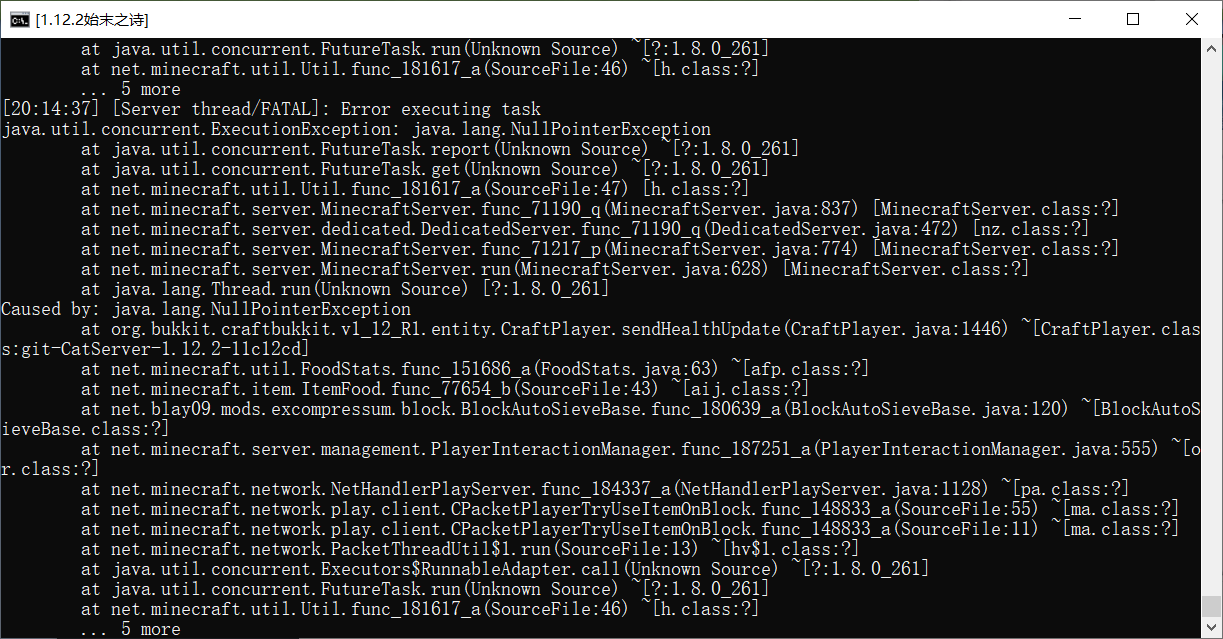 [1.12.2始末之诗]
at java.util.concurrent.FutureTask.run(Unknown Source) ~[?:1.8.0_261]
at net.minecraft.util.Util.func_181617_a(SourceFile:46) ~[h.class:?]
... 5 more
[20:14:37] [Server thread/FATAL]: Error executing task
java.util.concurrent.ExecutionException: java.lang.NullPointerException
at java.util.concurrent.FutureTask.report(Unknown Source) ~[?:1.8.0_261]
at java.util.concurrent.FutureTask.get(Unknown Source) ~[?:1.8.0_261]
at net.minecraft.util.Util.func_181617_a(SourceFile:47) [h.class:?]
at net.minecraft.server.MinecraftServer.func_71190_q(MinecraftServer.java:837) [MinecraftServer.class:?]
at net.minecraft.server.dedicated.DedicatedServer.func_71190_q(DedicatedServer.java:472) [nz.class:?]
at net.minecraft.server.MinecraftServer.func_71217_p(MinecraftServer.java:774) [MinecraftServer.class:?]
at net.minecraft.server.MinecraftServer.run(MinecraftServer.java:628) [MinecraftServer.class:?]
at java.lang.Thread.run(Unknown Source) [?:1.8.0_261]
Caused by: java.lang.NullPointerException
at org.bukkit.craftbukkit.v1_12_R1.entity.CraftPlayer.sendHealthUpdate(CraftPlayer.java:1446) ~[CraftPlayer.clas
s:git-CatServer-1.12.2-11c12cd]
at net.minecraft.util.FoodStats.func_151686_a(FoodStats.java:63) ~[afp.class:?]
at net.minecraft.item.ItemFood.func_77654_b(SourceFile:43) ~[aij.class:?]
at net.blay09.mods.excompressum.block.BlockAutoSieveBase.func_180639_a(BlockAutoSieveBase.java:120) ~[BlockAutoS
ieveBase.class:?]
at net.minecraft.server.management.PlayerInteractionManager.func_187251_a(PlayerInteractionManager.java:555) ~[o
r.class:?]
at net.minecraft.network.NetHandlerPlayServer.func_184337_a(NetHandlerPlayServer.java:1128) ~[pa.class:?]
at net.minecraft.network.play.client.CPacketPlayerTryUseItemOnBlock.func_148833_a(SourceFile:55) ~[ma.class:?]
at net.minecraft.network.play.client.CPacketPlayerTryUseItemOnBlock.func_148833_a(SourceFile:11) ~[ma.class:?]
at net.minecraft.network.PacketThreadUtil$1.run(SourceFile:13) ~[hv$1.class:?]
at java.util.concurrent.Executors$RunnableAdapter.call(Unknown Source) ~[?:1.8.0_261]
at java.util.concurrent.FutureTask.run(Unknown Source) ~[?:1.8.0_261]
at net.minecraft.util.Util.func_181617_a(SourceFile:46) ~[h.class:?]
... 5 more